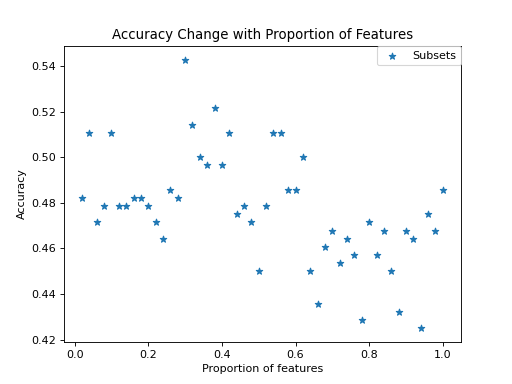 Accuracy Change with Proportion of Features
Subsets
0.54
0.52
0.50
0.48
0.46
0.44
0.42
Accuracy
0.0 0.2 0.4 0.6 0.8 1.0
Proportion of features